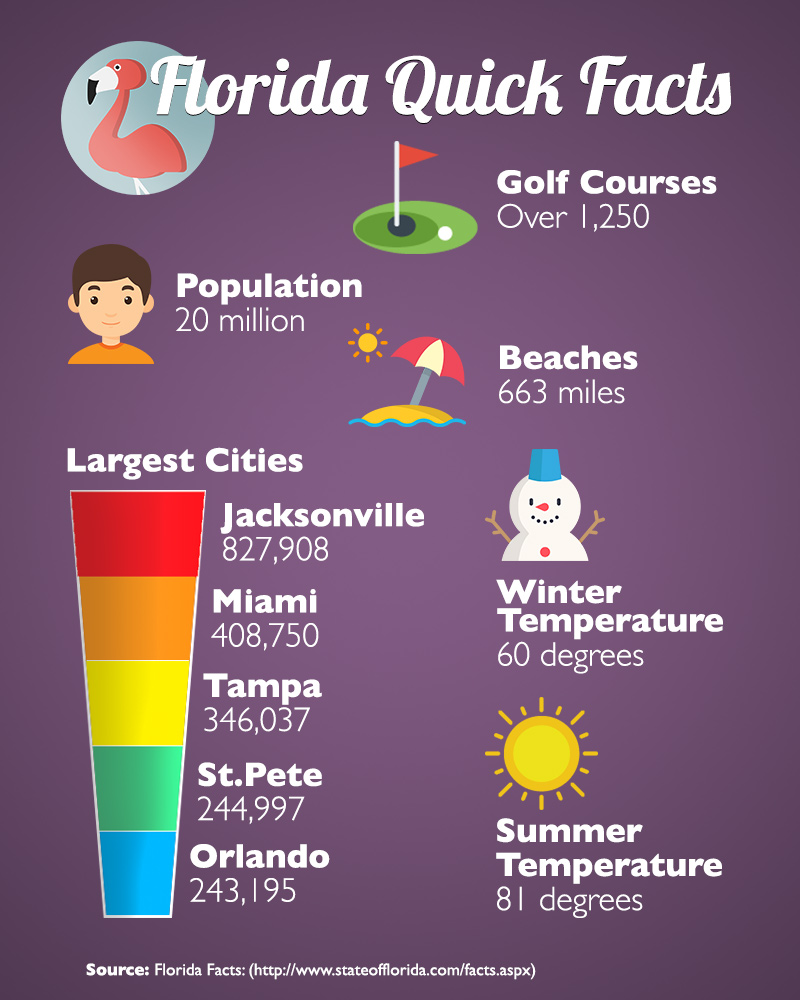 Florida Quick Facts
Golf Courses
Over 1,250
Population
20 million
Beaches
663 miles
Largest Cities
Jacksonville
827,908
Miami
408,750
Tampa
346,037
St.Pete
244,997
Orlando
243,195
Winter
Temperature
60 degrees
Summer
Temperature
81 degrees
Source: Florida Facts: (http://www.stateofflorida.com/facts.aspx)